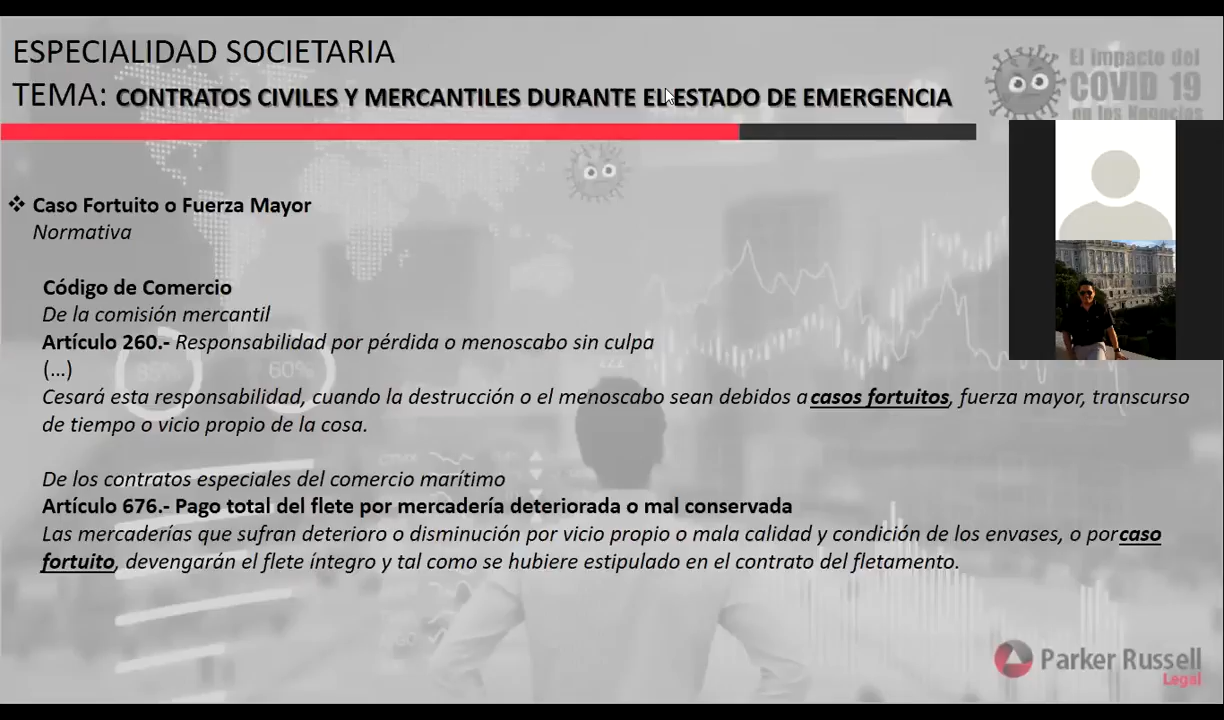 ESPECIALIDAD SOCIETARIA
TEMA: CONTRATOS CIVILES Y MERCANTILES DURANTE EL ESTADO DE EMERGENCIA
El impacto del
COVID 19
en los Negocios
❖ Caso Fortuito o Fuerza Mayor
Normativa
Código de Comercio
De la comisión mercantil
Artículo 260.- Responsabilidad por pérdida o menoscabo sin culpa
(...)
Cesará esta responsabilidad, cuando la destrucción o el menoscabo sean debidos a casos fortuitos, fuerza mayor, transcurso
de tiempo o vicio propio de la cosa.
De los contratos especiales del comercio marítimo
Artículo 676.- Pago total del flete por mercadería deteriorada o mal conservada
Las mercaderías que sufran deterioro o disminución por vicio propio o mala calidad y condición de los envases, o por caso
fortuito, devengarán el flete íntegro y tal como se hubiere estipulado en el contrato del fletamento.
60%
Parker Russell
Legal